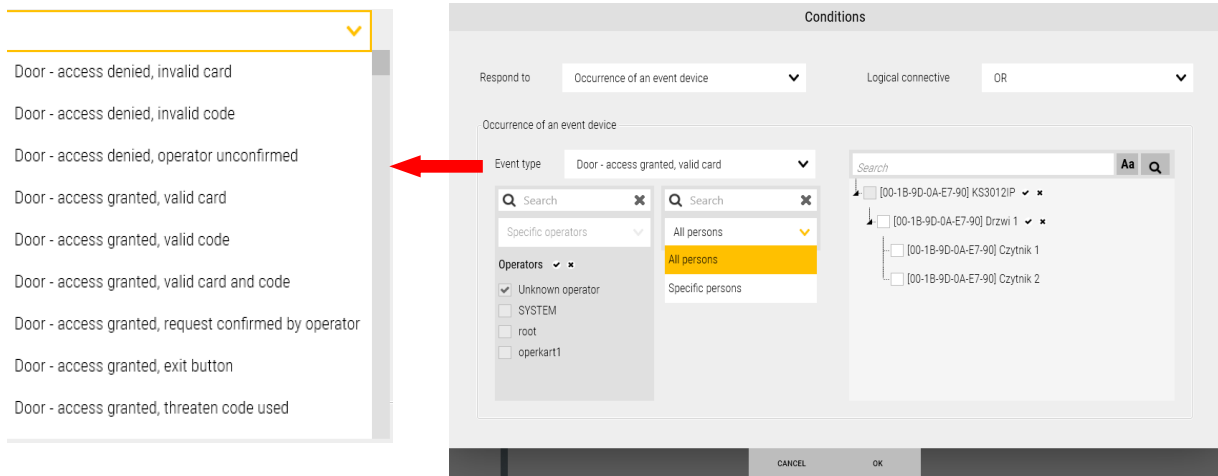 Door - access denied, invalid card
Door - access denied, invalid code
Door - access denied, operator unconfirmed
Door - access granted, valid card
Door - access granted, valid code
Door - access granted, valid card and code
Door - access granted, request confirmed by operator
Door - access granted, exit button
Door - access granted, threaten code used
Conditions
Respond to
Occurrence of an event device
Logical connective
OR
Occurrence of an event device
Event type
Door - access granted, valid card
Search
Specific operators
Operators
Unknown operator
SYSTEM
root
operkart1
Search
All persons
All persons
Specific persons
Search
Aa
[00-1B-9D-0A-E7-90] KS3012IP
[00-1B-9D-0A-E7-90] Drzwi 1
[00-1B-9D-0A-E7-90] Czytnik 1
[00-1B-9D-0A-E7-90] Czytnik 2
CANCEL
OK